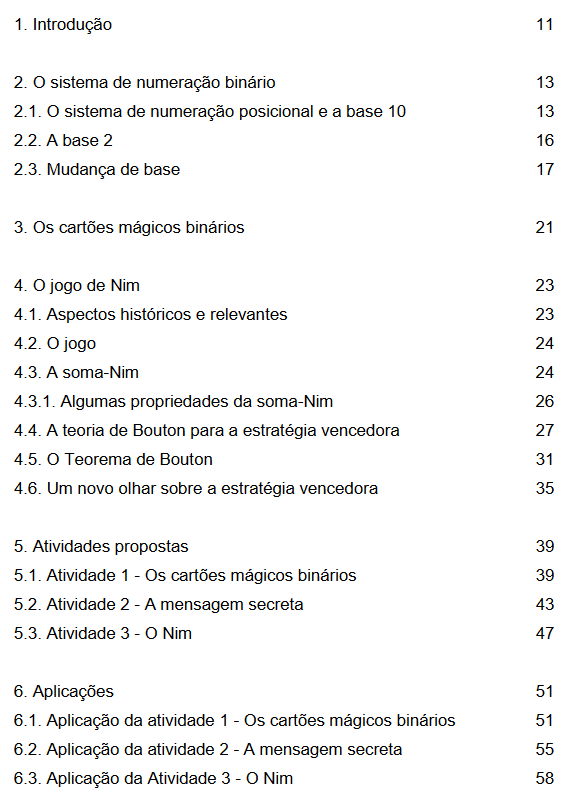 1. Introdução 11
2. O sistema de numeração binário 13
2.1. O sistema de numeração posicional e a base 10 13
2.2. A base 2 16
2.3. Mudança de base 17
3. Os cartões mágicos binários 21
4. O jogo de Nim 23
4.1. Aspectos históricos e relevantes 23
4.2. O jogo 24
4.3. A soma-Nim 24
4.3.1. Algumas propriedades da soma-Nim 26
4.4. A teoria de Bouton para a estratégia vencedora 27
4.5. O Teorema de Bouton 31
4.6. Um novo olhar sobre a estratégia vencedora 35
5. Atividades propostas 39
5.1. Atividade 1 - Os cartões mágicos binários 39
5.2. Atividade 2 - A mensagem secreta 43
5.3. Atividade 3 - O Nim 47
6. Aplicações 51
6.1. Aplicação da atividade 1 - Os cartões mágicos binários 51
6.2. Aplicação da atividade 2 - A mensagem secreta 55
6.3. Aplicação da Atividade 3 - O Nim 58